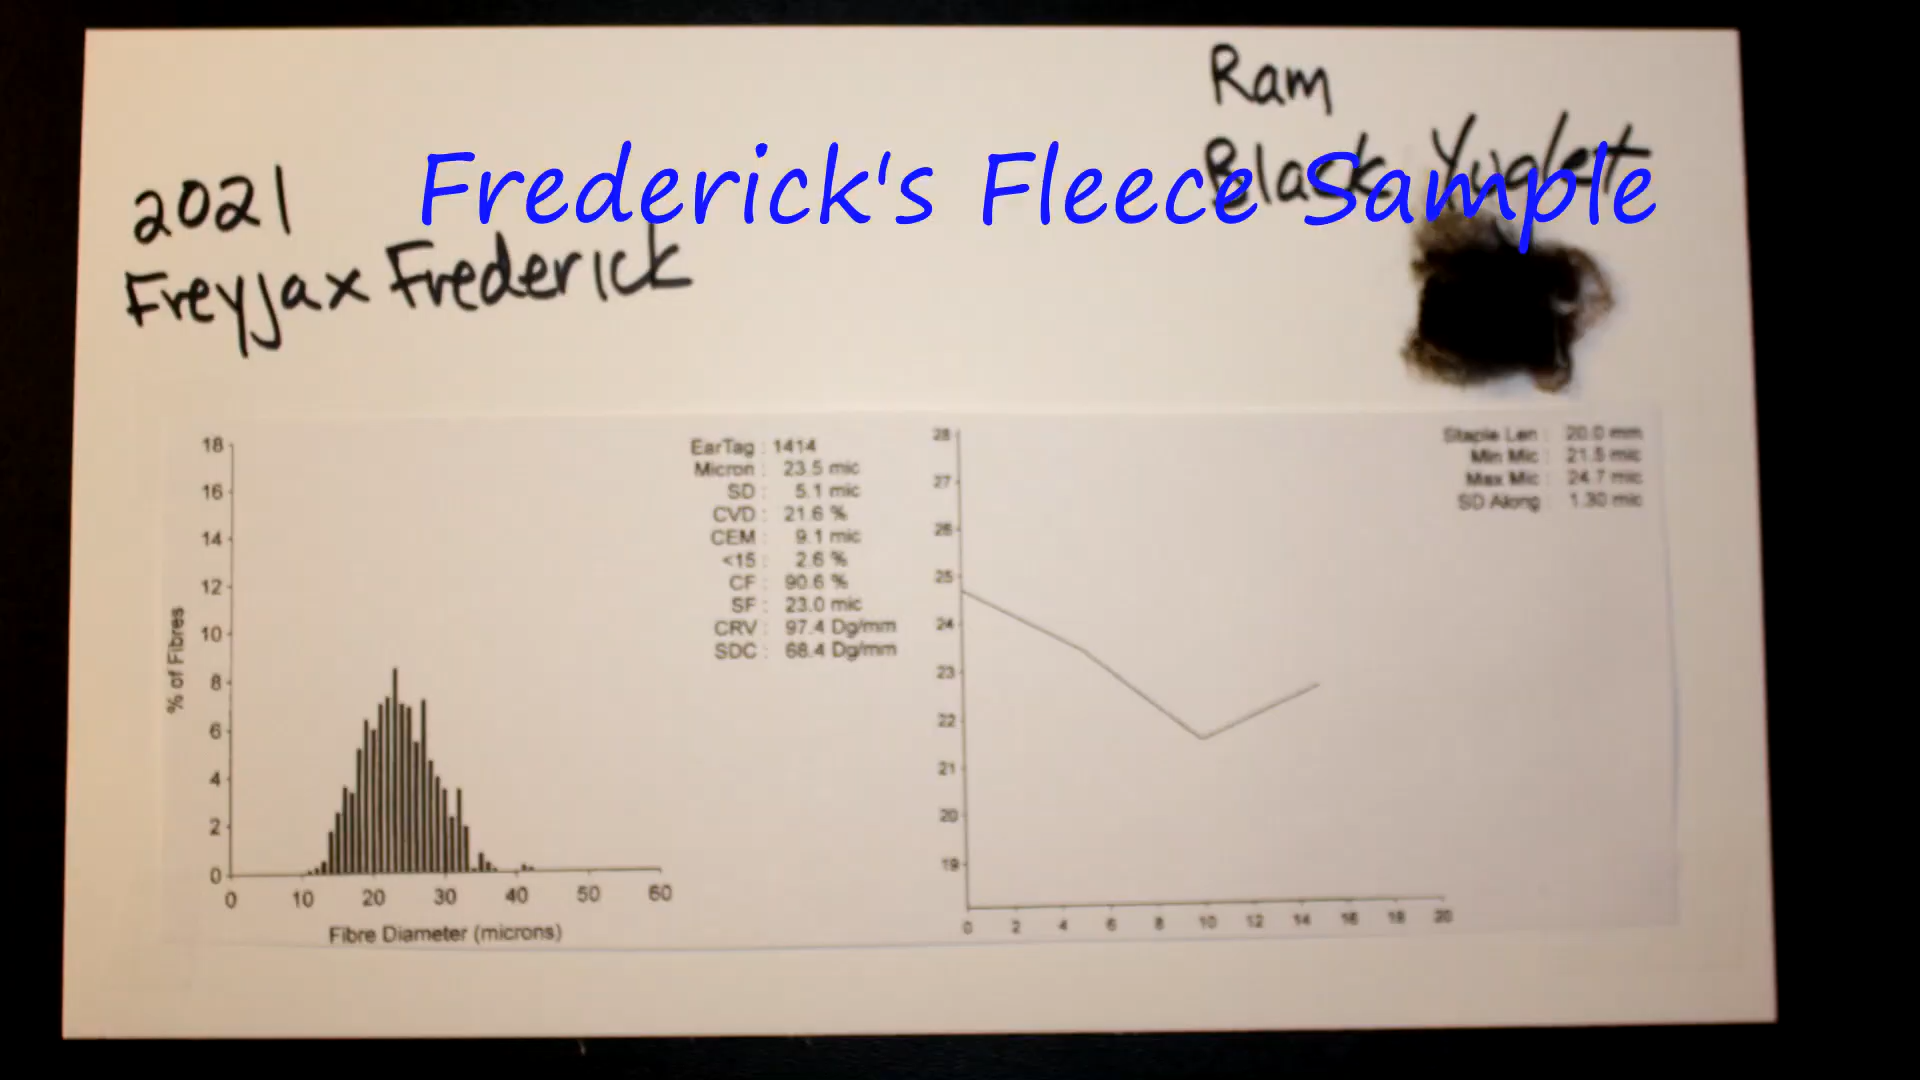 Ram
Black Yuglet
Frederick's Fleece Sample
2021
Freyjax Frederick
18
16
14
12
10
8
6
4
2
0
% of Fibres
0 10 20 30 40 50 60
Fibre Diameter (microns)
EarTag : 1414
Micron : 23.5 mic
SD : 5.1 mic
CVD : 21.6 %
CEM : 9.1 mic
<15 : 2.6 %
CF : 90.6 %
SF : 23.0 mic
CRV : 97.4 Dg/mm
SDC : 68.4 Dg/mm
28
27
26
25
24
23
22
21
20
19
0 2 4 6 8 10 12 14 16 18 20
Staple Len : 20.0 mm
Min Mic : 21.5 mic
Max Mic : 24.7 mic
SD Along : 1.30 mic